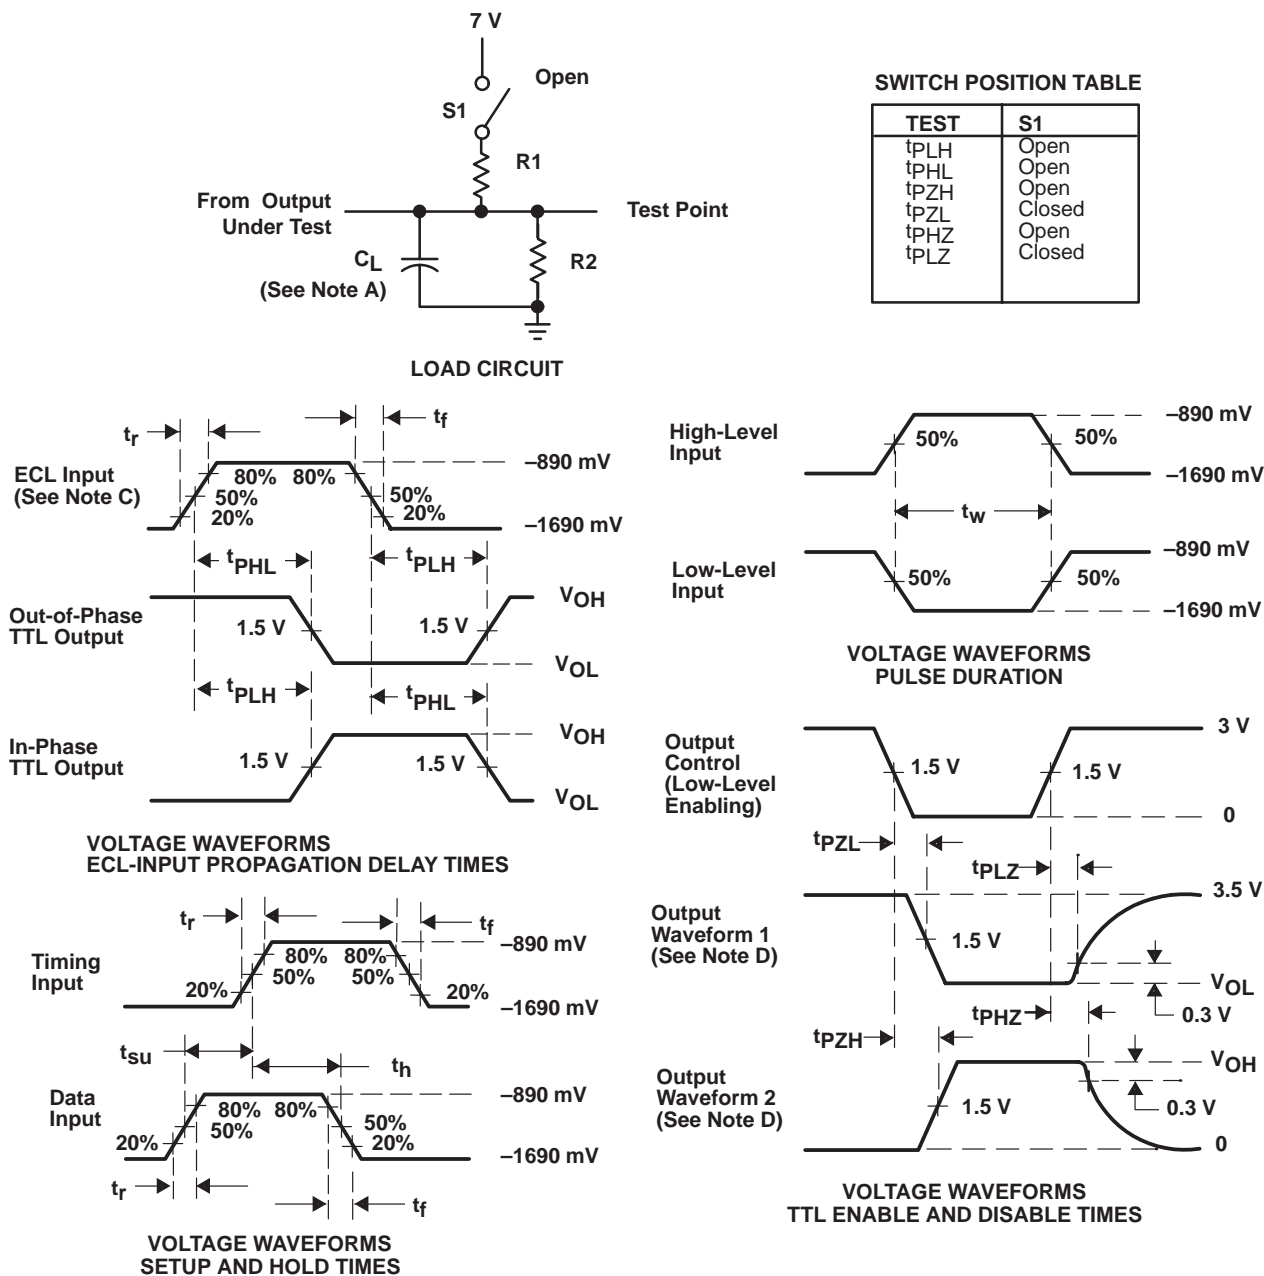 7 V
Open
S1
R1
From Output
Under Test
Test Point
CL
(See Note A)
R2
LOAD CIRCUIT
SWITCH POSITION TABLE
TEST S1
tPLH Open
tPHL Open
tPZH Open
tPZL Closed
tPHZ Open
tPLZ Closed
tr
tf
ECL Input
(See Note C)
80% 80%
50% 50%
20% 20%
–890 mV
–1690 mV
tPHL tPLH
Out-of-Phase
TTL Output
1.5 V 1.5 V
VOH
VOL
tPLH tPHL
In-Phase
TTL Output
1.5 V 1.5 V
VOH
VOL
VOLTAGE WAVEFORMS
ECL-INPUT PROPAGATION DELAY TIMES
tr tf
Timing
Input
80% 80%
50% 50%
20% 20%
–890 mV
–1690 mV
tsu th
Data
Input
80% 80%
50% 50%
20% 20%
–890 mV
–1690 mV
tr tf
VOLTAGE WAVEFORMS
SETUP AND HOLD TIMES
High-Level
Input
50% 50%
–890 mV
–1690 mV
tw
Low-Level
Input
50% 50%
–890 mV
–1690 mV
VOLTAGE WAVEFORMS
PULSE DURATION
Output
Control
(Low-Level
Enabling)
1.5 V 1.5 V
3 V
0
tPZL
tPLZ
Output
Waveform 1
(See Note D)
1.5 V
3.5 V
VOL
0.3 V
tPHZ
tPZH
Output
Waveform 2
(See Note D)
1.5 V
VOH
0.3 V
0
VOLTAGE WAVEFORMS
TTL ENABLE AND DISABLE TIMES